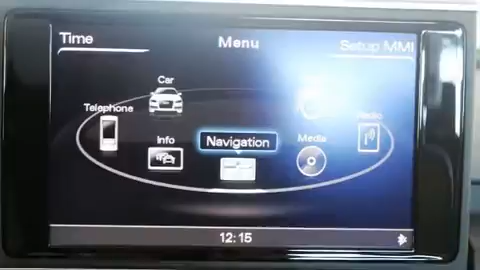 Time
Menu
Setup MMI
Car
Telephone
Radio
Info
Navigation
Media
12:15